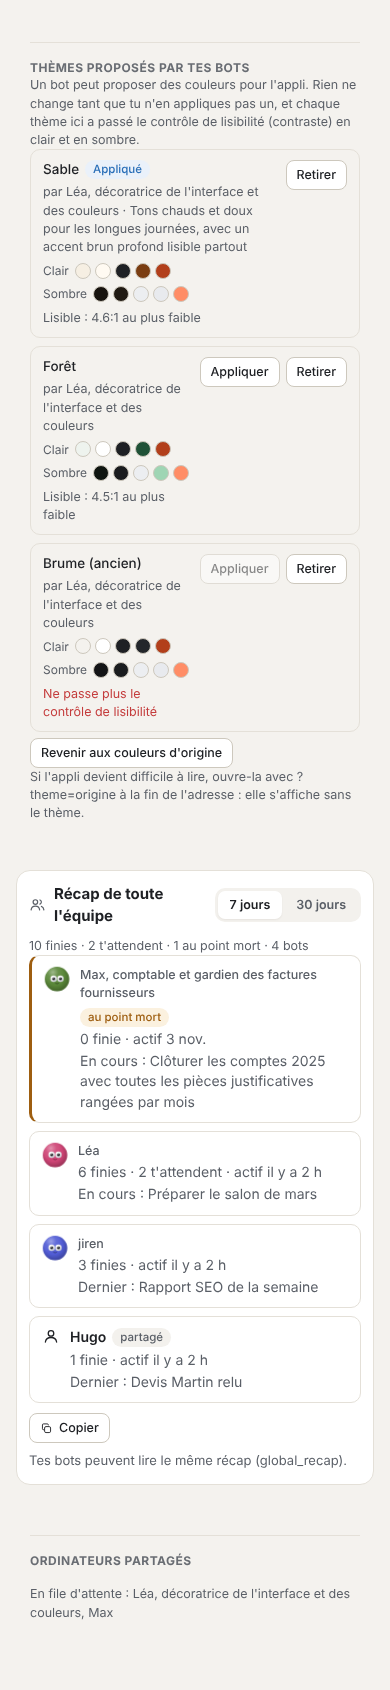 THÈMES PROPOSÉS PAR TES BOTS
Un bot peut proposer des couleurs pour l'appli. Rien ne
change tant que tu n'en appliques pas un, et chaque
thème ici a passé le contrôle de lisibilité (contraste) en
clair et en sombre.
Sable Appliqué Retirer
par Léa, décoratrice de l'interface et
des couleurs · Tons chauds et doux
pour les longues journées, avec un
accent brun profond lisible partout
Clair
Sombre
Lisible : 4.6:1 au plus faible
Forêt Appliquer Retirer
par Léa, décoratrice de
l'interface et des
couleurs
Clair
Sombre
Lisible : 4.5:1 au plus
faible
Brume (ancien) Appliquer Retirer
par Léa, décoratrice de
l'interface et des
couleurs
Clair
Sombre
Ne passe plus le
contrôle de lisibilité
Revenir aux couleurs d'origine
Si l'appli devient difficile à lire, ouvre-la avec ?
theme=origine à la fin de l'adresse : elle s'affiche sans
le thème.
Récap de toute
l'équipe
7 jours 30 jours
10 finies · 2 t'attendent · 1 au point mort · 4 bots
Max, comptable et gardien des factures
fournisseurs
au point mort
0 finie · actif 3 nov.
En cours : Clôturer les comptes 2025
avec toutes les pièces justificatives
rangées par mois
Léa
6 finies · 2 t'attendent · actif il y a 2 h
En cours : Préparer le salon de mars
jiren
3 finies · actif il y a 2 h
Dernier : Rapport SEO de la semaine
Hugo partagé
1 finie · actif il y a 2 h
Dernier : Devis Martin relu
Copier
Tes bots peuvent lire le même récap (global_recap).
ORDINATEURS PARTAGÉS
En file d'attente : Léa, décoratrice de l'interface et des
couleurs, Max